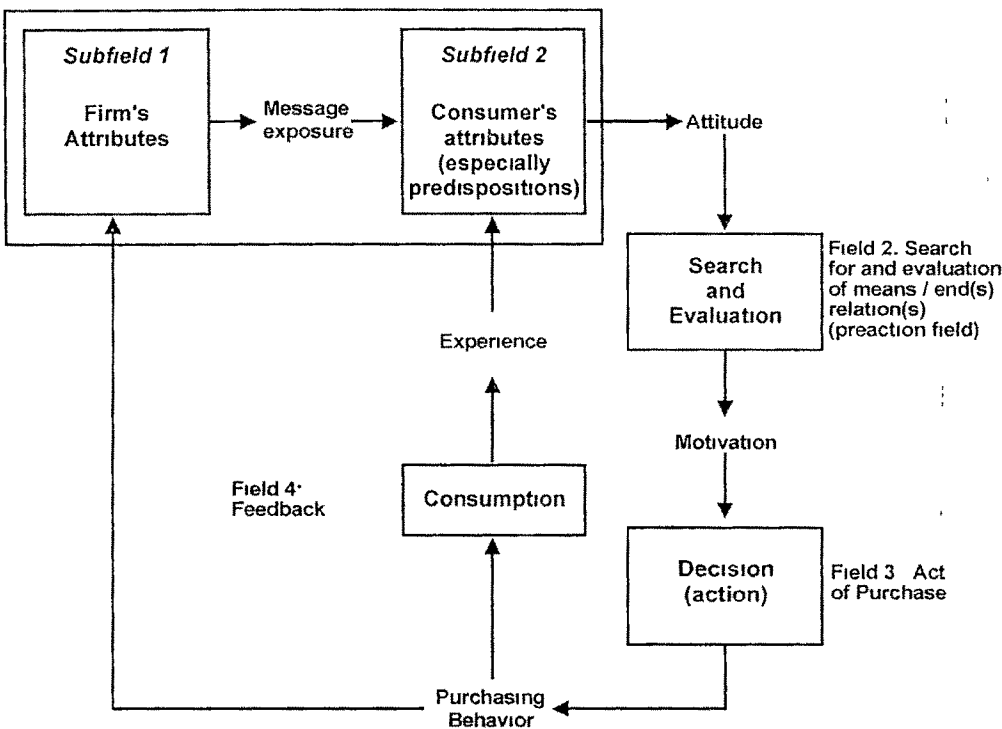 Subfield 1
Firm's
Attributes
Message
exposure
Subfield 2
Consumer's
attributes
(especially
predispositions)
Attitude
Search
and
Evaluation
Field 2. Search
for and evaluation
of means / end(s)
relation(s)
(preaction field)
Experience
Motivation
Field 4:
Feedback
Consumption
Decision
(action)
Field 3 Act
of Purchase
Purchasing
Behavior